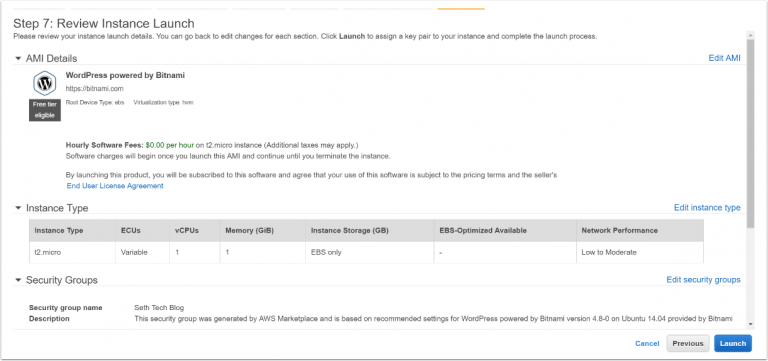 Step 7: Review Instance Launch
Please review your instance launch details. You can go back to edit changes for each section. Click Launch to assign a key pair to your instance and complete the launch process.
AMI Details
Edit AMI
WordPress powered by Bitnami
https://bitnami.com
Free tier
eligible
Root Device Type: ebs Virtualization type: hvm
Hourly Software Fees: $0.00 per hour on t2.micro instance (Additional taxes may apply.)
Software charges will begin once you launch this AMI and continue until you terminate the instance.
By launching this product, you will be subscribed to this software and agree that your use of this software is subject to the pricing terms and the seller's
End User License Agreement
Instance Type
Edit instance type
Instance Type ECUs vCPUs Memory (GiB) Instance Storage (GB) EBS-Optimized Available Network Performance
t2.micro Variable 1 1 EBS only - Low to Moderate
Security Groups
Edit security groups
Security group name Seth Tech Blog
Description This security group was generated by AWS Marketplace and is based on recommended settings for WordPress powered by Bitnami version 4.8-0 on Ubuntu 14.04 provided by Bitnami
Cancel Previous Launch